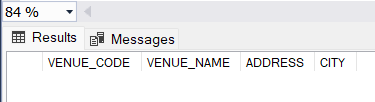 84 %
Results Messages
VENUE_CODE VENUE_NAME ADDRESS CITY